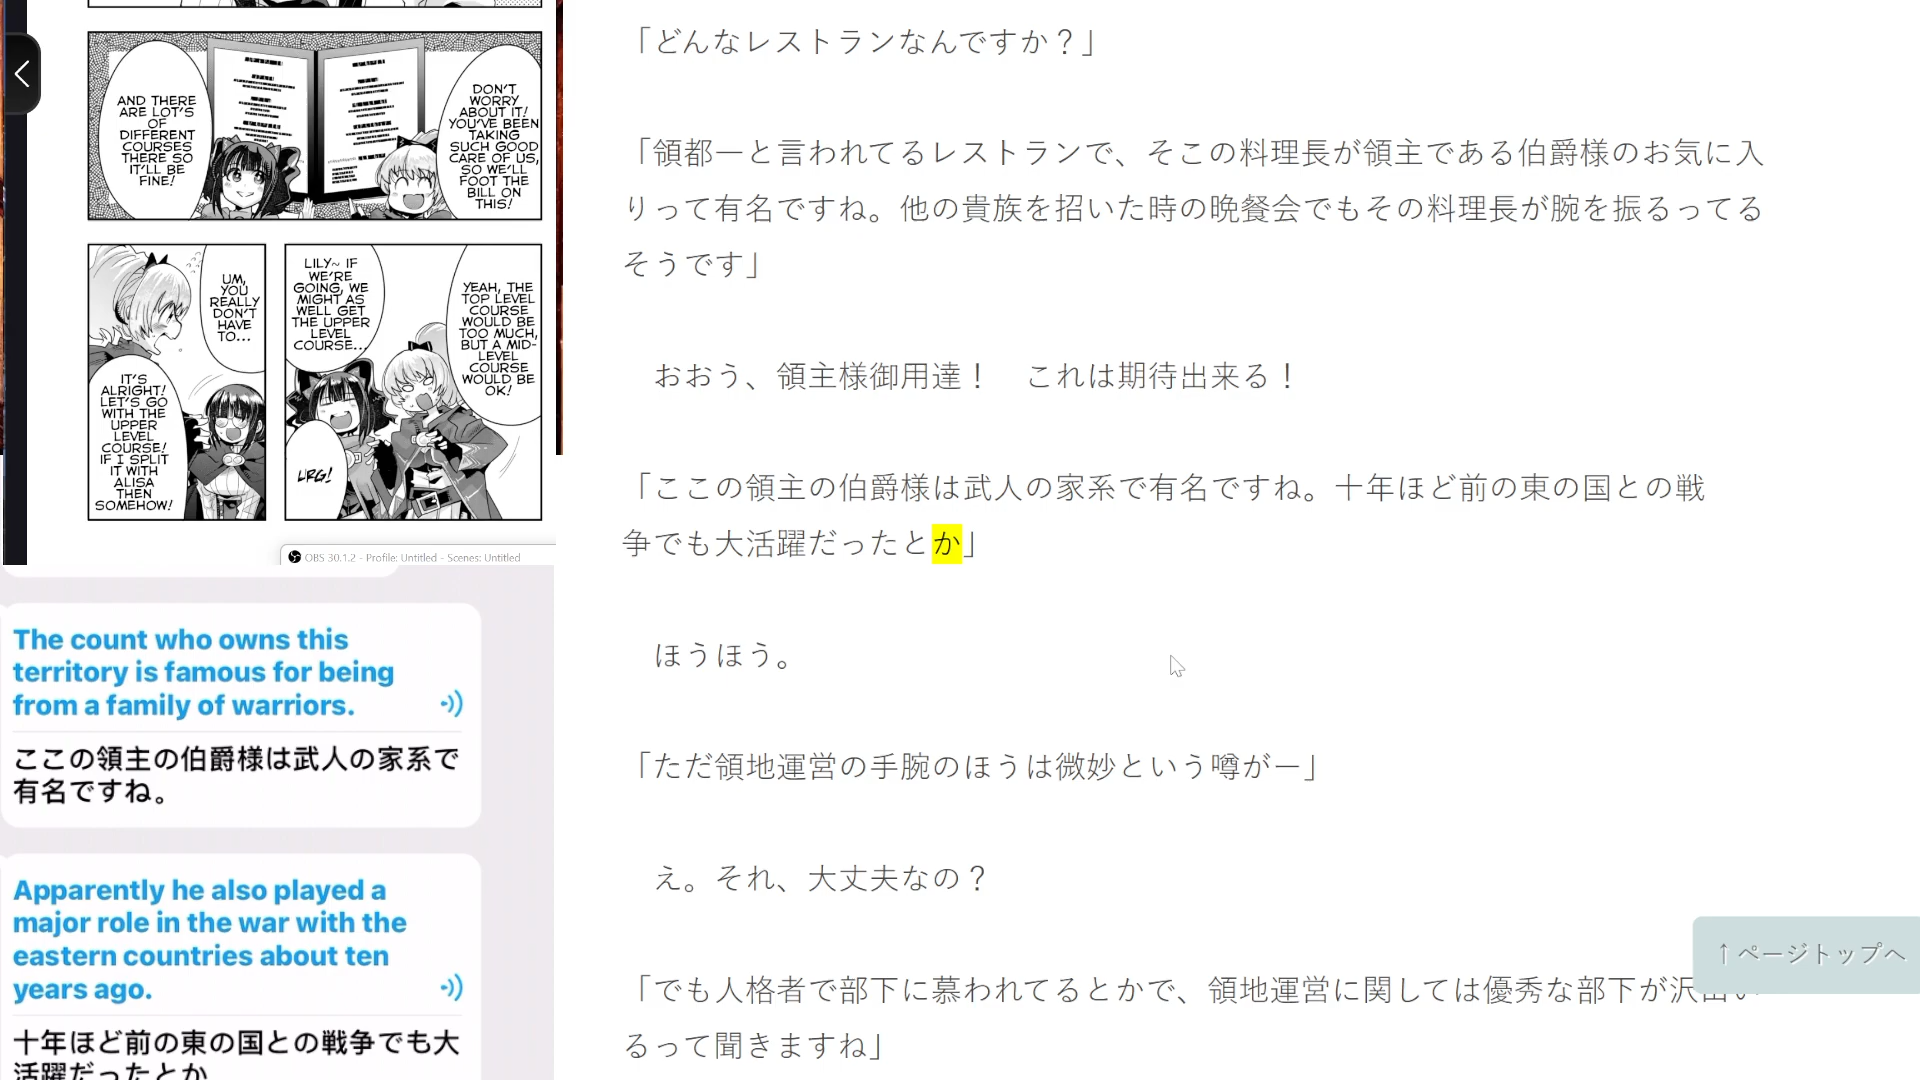 DON'T
WORRY
ABOUT IT!
YOU'VE BEEN
TAKING
SUCH GOOD
CARE OF US,
SO WE'LL
FOOT THE
BILL ON
THIS!
AND THERE
ARE LOT'S
OF
DIFFERENT
COURSES
THERE SO
IT'LL BE
FINE!
YEAH, THE
TOP LEVEL
COURSE
WOULD BE
TOO MUCH,
BUT A MID-
LEVEL
COURSE
WOULD BE
OK!
LILY~ IF
WE'RE
GOING, WE
MIGHT AS
WELL GET
THE UPPER
LEVEL
COURSE...
URG!
UM,
YOU
REALLY
DON'T
HAVE
TO...
IT'S
ALRIGHT!
LET'S GO
WITH THE
UPPER
LEVEL
COURSE!
IF I SPLIT
IT WITH
ALISA
THEN
SOMEHOW!
OBS 30.1.2 - Profile: Untitled - Scenes: Untitled
The count who owns this
territory is famous for being
from a family of warriors.
ここの領主の伯爵様は武人の家系で
有名ですね。
Apparently he also played a
major role in the war with the
eastern countries about ten
years ago.
十年ほど前の東の国との戦争でも大
活躍だったとか
「どんなレストランなんですか？」
「領都一と言われてるレストランで、そこの料理長が領主である伯爵様のお気に入
りって有名ですね。他の貴族を招いた時の晩餐会でもその料理長が腕を振るってる
そうです」
おおう、領主様御用達！　これは期待出来る！
「ここの領主の伯爵様は武人の家系で有名ですね。十年ほど前の東の国との戦
争でも大活躍だったとか」
ほうほう。
「ただ領地運営の手腕のほうは微妙という噂がー」
え。それ、大丈夫なの？
「でも人格者で部下に慕われてるとかで、領地運営に関しては優秀な部下が沢山い
るって聞きますね」
↑ページトップへ